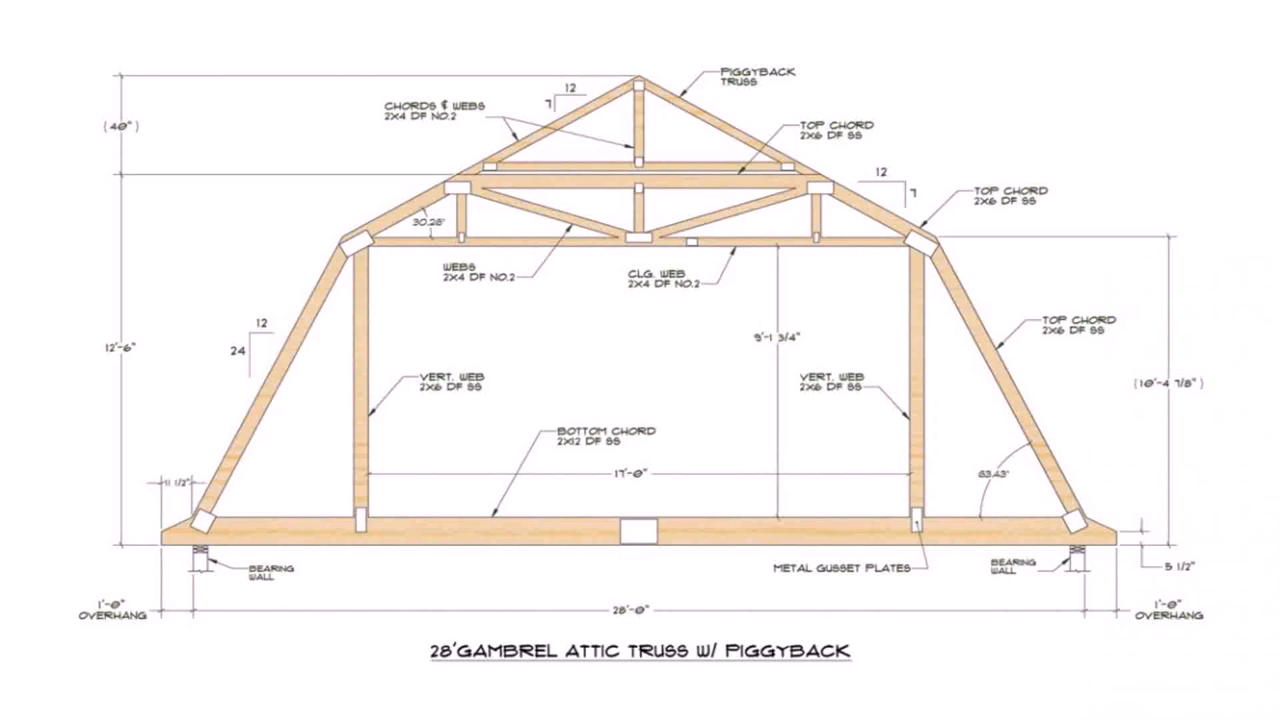 PIGGYBACK
TRUSS
12
7
CHORDS & WEBS
2X4 DF NO.2
(40")
TOP CHORD
2X6 DF SS
12
7
TOP CHORD
2X6 DF SS
30.26°
WEBS
2X4 DF NO.2
CLG. WEB
2X4 DF NO.2
12
24
12'-6"
9'-1 3/4"
TOP CHORD
2X6 DF SS
(10'-4 7/8")
VERT. WEB
2X6 DF SS
VERT. WEB
2X6 DF SS
BOTTOM CHORD
2X12 DF SS
17'-0"
63.43°
11 1/2"
BEARING
WALL
METAL GUSSET PLATES
BEARING
WALL
5 1/2"
1'-0"
OVERHANG
28'-0"
1'-0"
OVERHANG
28'GAMBREL ATTIC TRUSS W/ PIGGYBACK